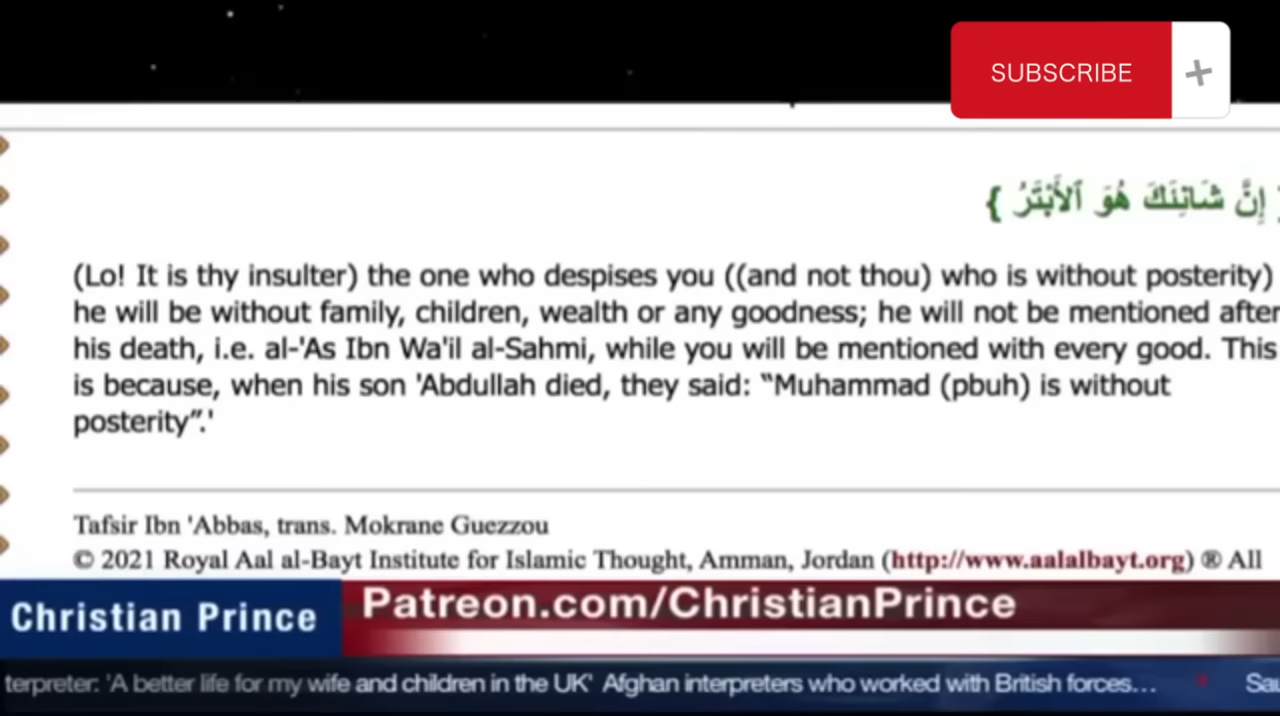 SUBSCRIBE +
إِنَّ شَانِئَكَ هُوَ ٱلأَبْتَرُ }
(Lo! It is thy insulter) the one who despises you ((and not thou) who is without posterity)
he will be without family, children, wealth or any goodness; he will not be mentioned after
his death, i.e. al-'As Ibn Wa'il al-Sahmi, while you will be mentioned with every good. This
is because, when his son 'Abdullah died, they said: “Muhammad (pbuh) is without
posterity”.'
Tafsir Ibn 'Abbas, trans. Mokrane Guezzou
© 2021 Royal Aal al-Bayt Institute for Islamic Thought, Amman, Jordan (http://www.aalalbayt.org) ® All
Christian Prince
Patreon.com/ChristianPrince
terpreter: 'A better life for my wife and children in the UK' Afghan interpreters who worked with British forces...